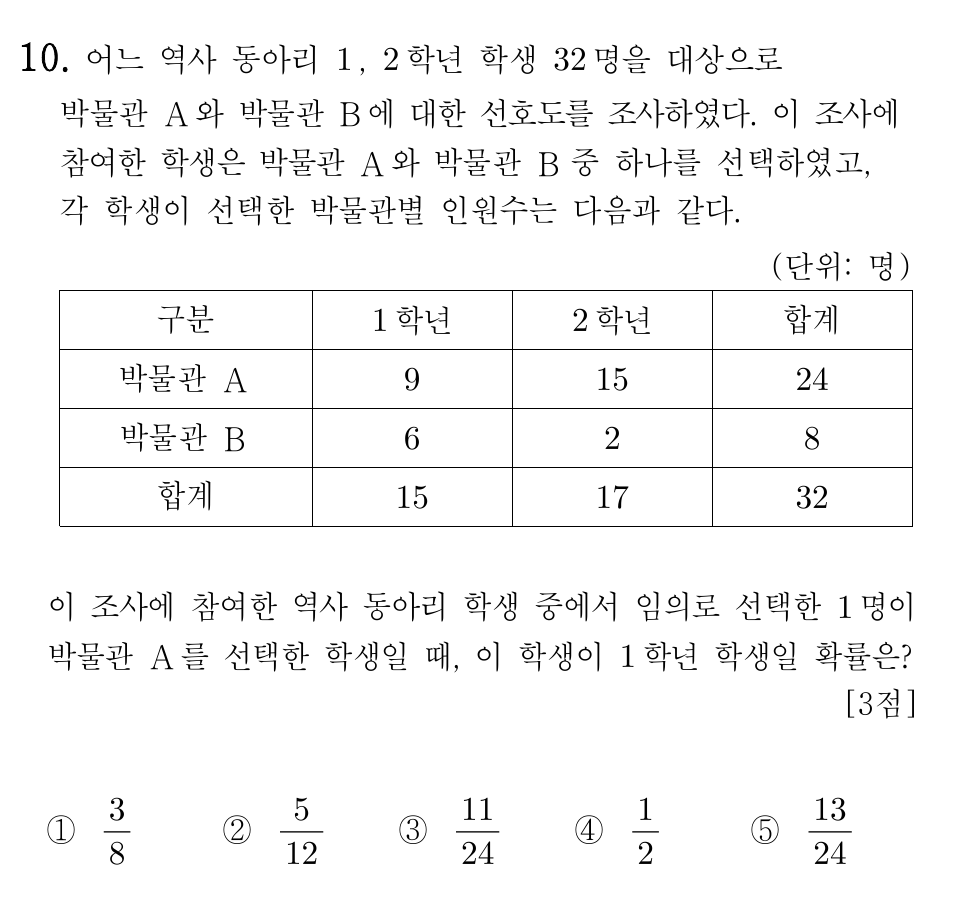 10. 어느 역사 동아리 1, 2학년 학생 32명을 대상으로
박물관 A와 박물관 B에 대한 선호도를 조사하였다. 이 조사에
참여한 학생은 박물관 A와 박물관 B중 하나를 선택하였고,
각 학생이 선택한 박물관별 인원수는 다음과 같다.
(단위: 명)
구분 1학년 2학년 합계
박물관 A 9 15 24
박물관 B 6 2 8
합계 15 17 32
이 조사에 참여한 역사 동아리 학생 중에서 임의로 선택한 1명이
박물관 A를 선택한 학생일 때, 이 학생이 1학년 학생일 확률은?
[3점]
① 3/8 ② 5/12 ③ 11/24 ④ 1/2 ⑤ 13/24